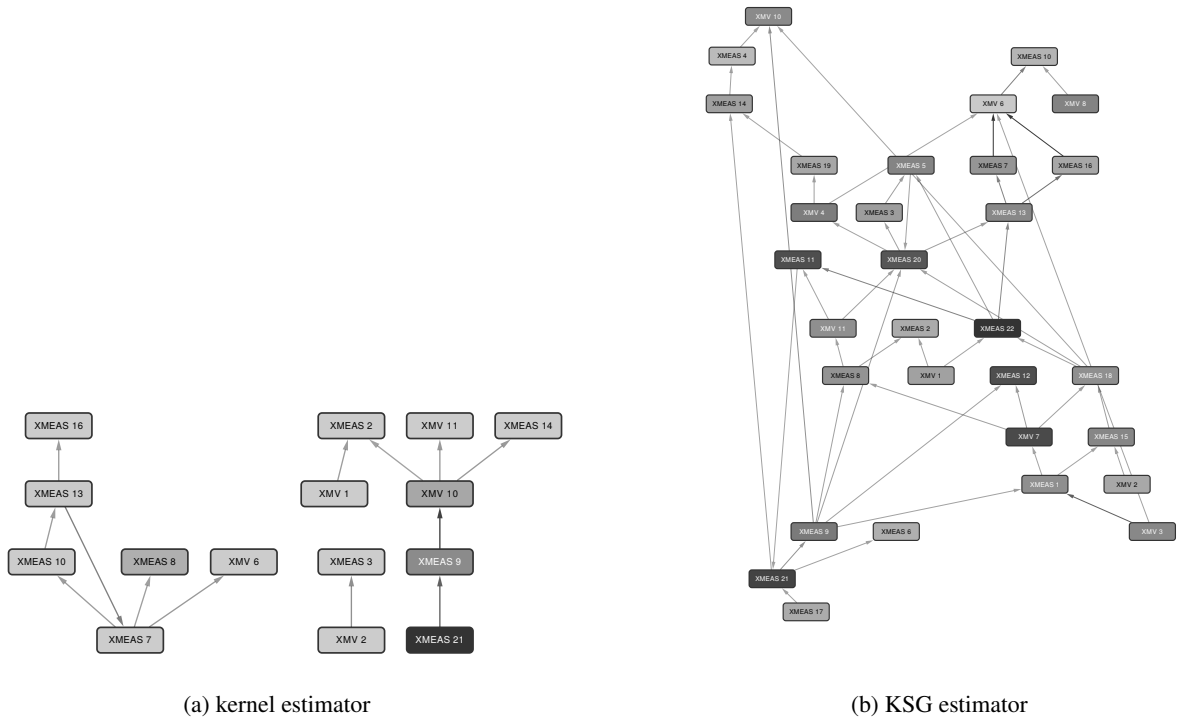 XMEAS 16
XMEAS 13
XMEAS 10
XMEAS 8
XMV 6
XMEAS 7
XMEAS 2
XMV 11
XMEAS 14
XMV 1
XMV 10
XMEAS 3
XMEAS 9
XMV 2
XMEAS 21
(a) kernel estimator
XMV 10
XMEAS 4
XMEAS 10
XMEAS 14
XMV 6
XMV 8
XMEAS 19
XMEAS 5
XMEAS 7
XMEAS 16
XMV 4
XMEAS 3
XMEAS 13
XMEAS 11
XMEAS 20
XMV 11
XMEAS 2
XMEAS 22
XMEAS 8
XMV 1
XMEAS 12
XMEAS 18
XMV 7
XMEAS 15
XMEAS 1
XMV 2
XMEAS 9
XMEAS 6
XMV 3
XMEAS 21
XMEAS 17
(b) KSG estimator